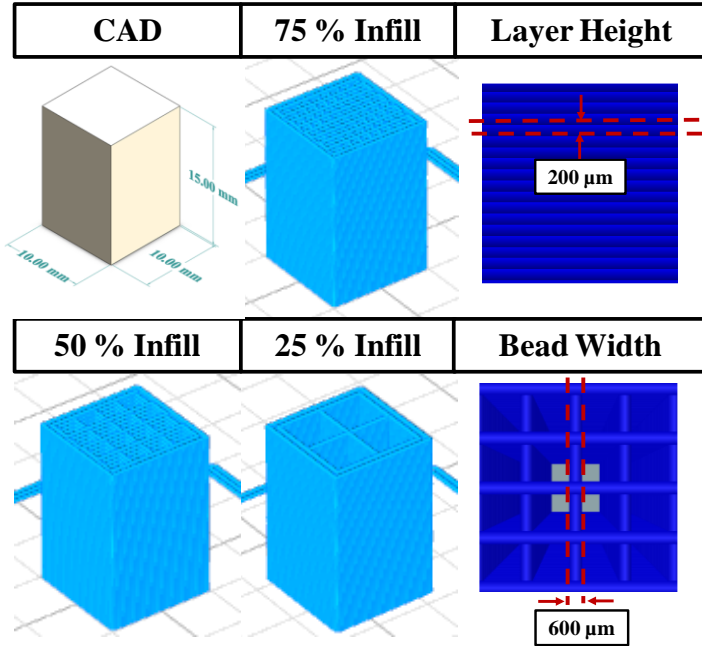 CAD
75 % Infill
Layer Height
15.00 mm
10.00 mm
10.00 mm
200 μm
50 % Infill
25 % Infill
Bead Width
600 μm